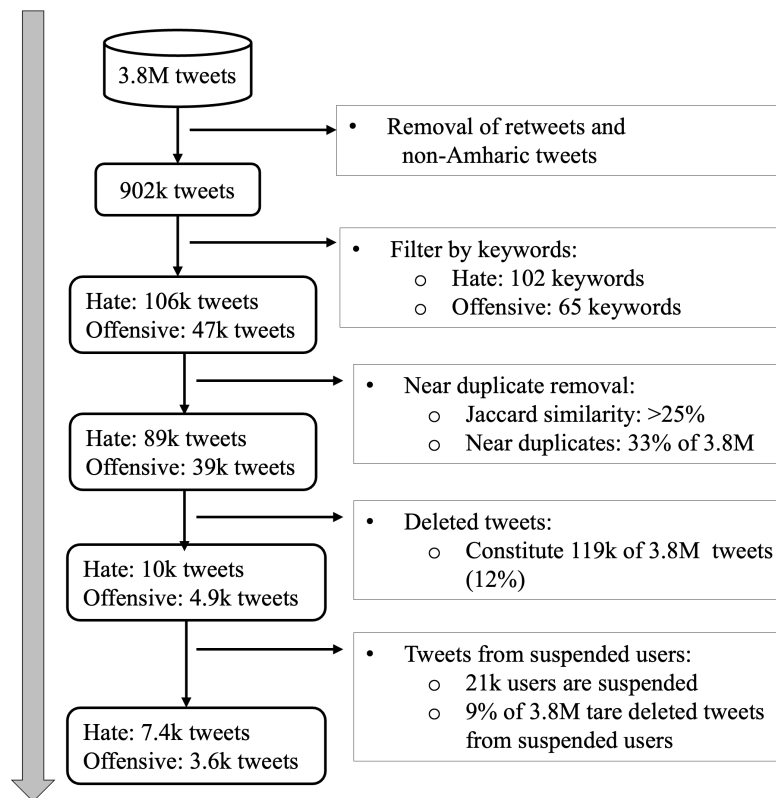 3.8M tweets
• Removal of retweets and
non-Amharic tweets
902k tweets
• Filter by keywords:
o Hate: 102 keywords
o Offensive: 65 keywords
Hate: 106k tweets
Offensive: 47k tweets
• Near duplicate removal:
o Jaccard similarity: >25%
o Near duplicates: 33% of 3.8M
Hate: 89k tweets
Offensive: 39k tweets
• Deleted tweets:
o Constitute 119k of 3.8M tweets
(12%)
Hate: 10k tweets
Offensive: 4.9k tweets
• Tweets from suspended users:
o 21k users are suspended
o 9% of 3.8M tare deleted tweets
from suspended users
Hate: 7.4k tweets
Offensive: 3.6k tweets